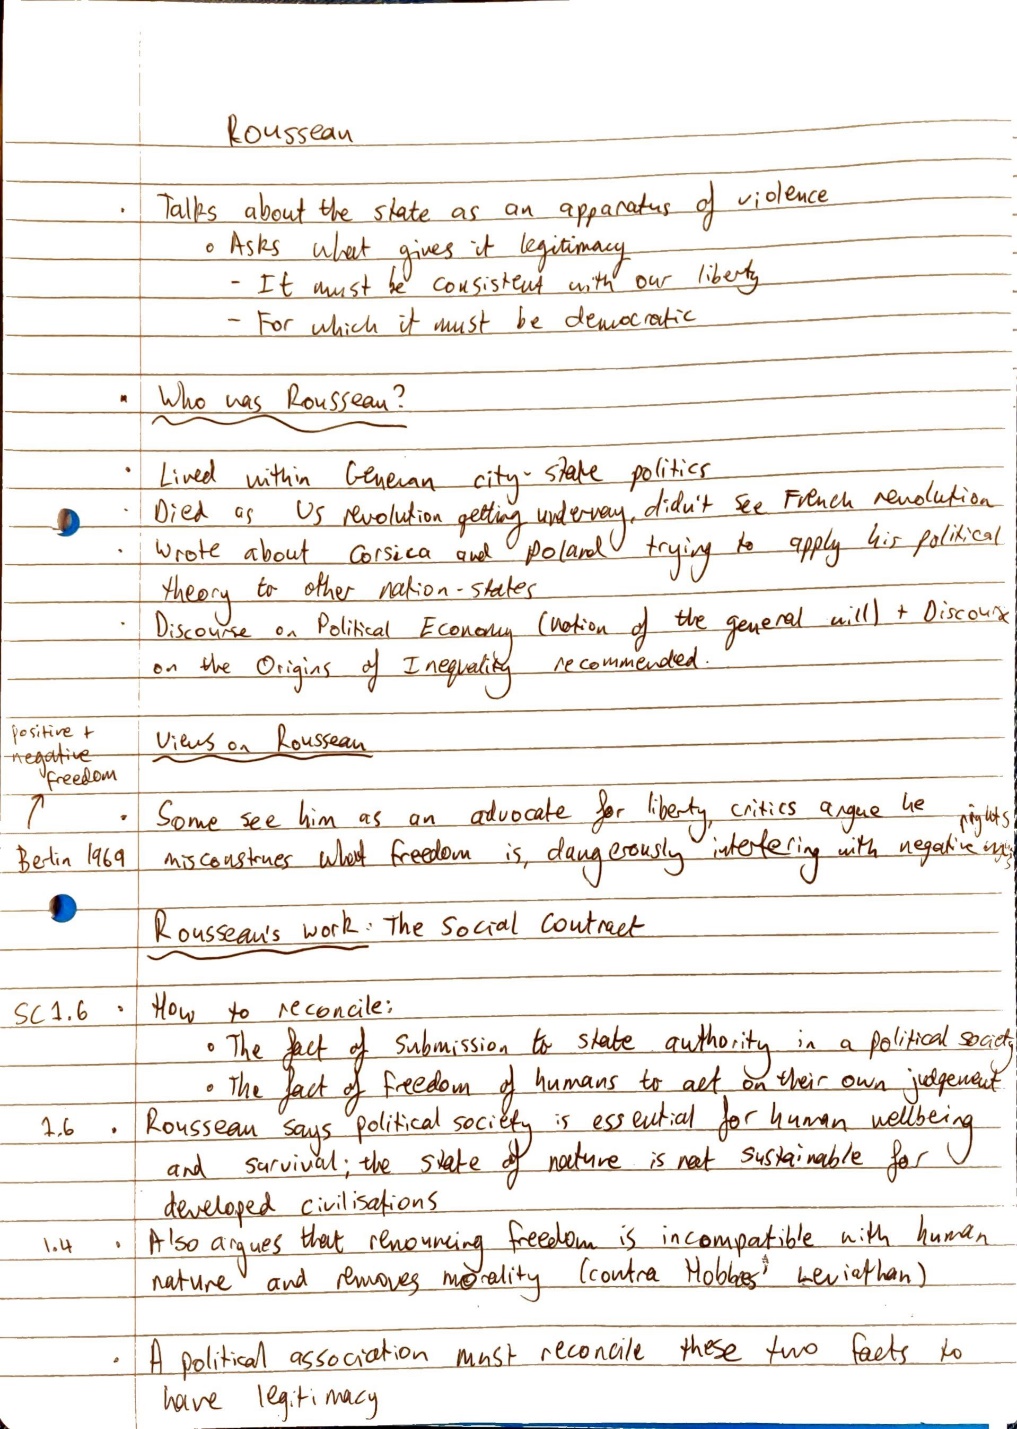 Rousseau
· Talks about the state as an apparatus of violence
∘ Asks what gives it legitimacy
- It must be consistent with our liberty
- For which it must be democratic
· Who was Rousseau?
· Lived within Genevan city-state politics
· Died as US revolution getting underway, didn't see French revolution
· Wrote about Corsica and Poland trying to apply his political
theory to other nation-states
· Discourse on Political Economy (notion of the general will) + Discourse
on the Origins of Inequality recommended.
positive +
negative
freedom
↑
Berlin 1969
Views on Rousseau
· Some see him as an advocate for liberty, critics argue he
misconstrues what freedom is, dangerously interfering with negative rights
Rousseau's work: The Social Contract
SC 1.6 · How to reconcile:
∘ The fact of submission to state authority in a political society
∘ The fact of freedom of humans to act on their own judgement
1.6 · Rousseau says political society is essential for human wellbeing
and survival; the state of nature is not sustainable for
developed civilisations
1.4 · Also argues that renouncing freedom is incompatible with human
nature and removes morality (contra Hobbes' Leviathan)
· A political association must reconcile these two facts to
have legitimacy